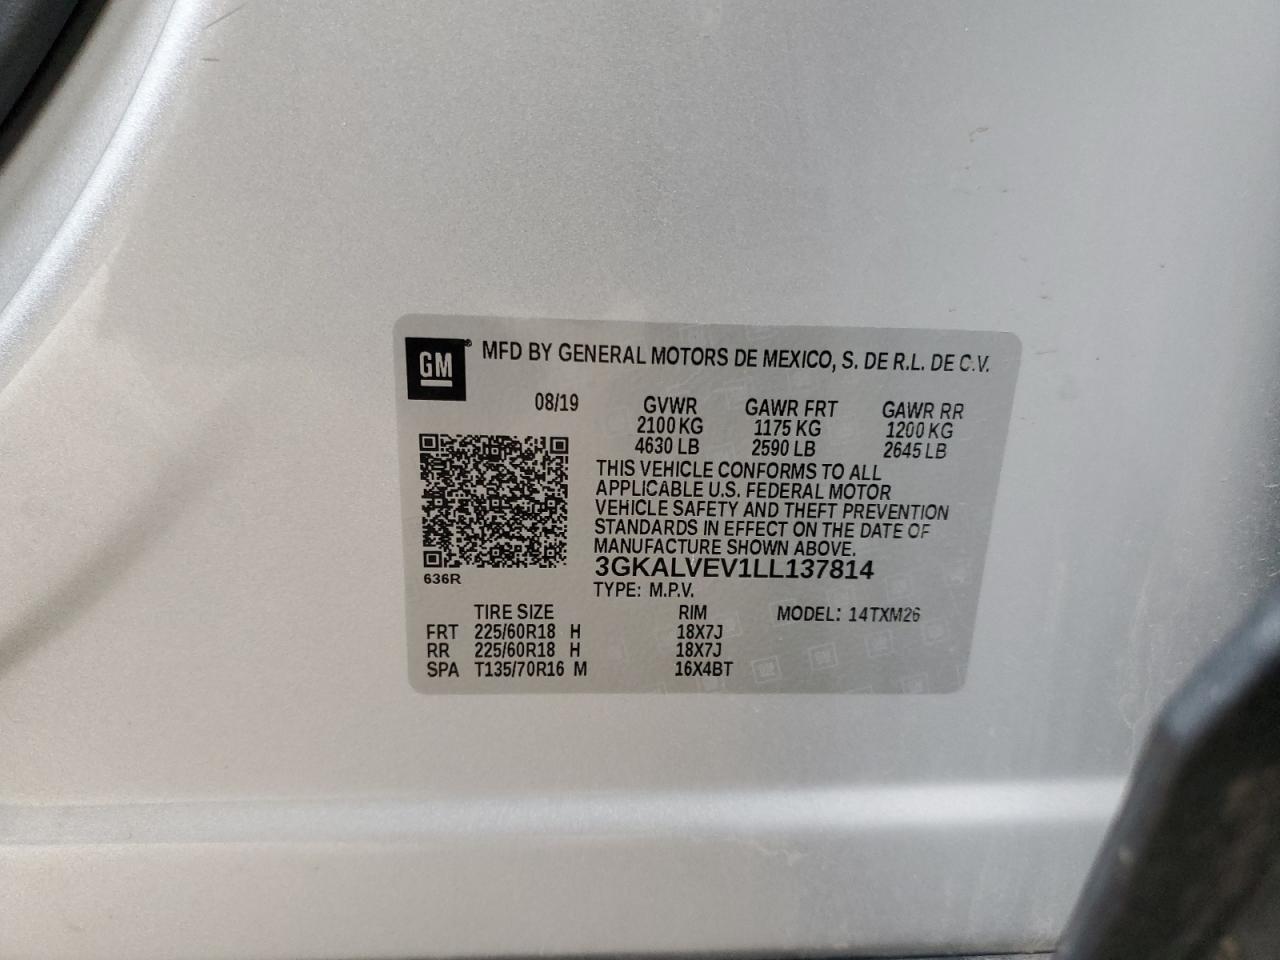 GM® MFD BY GENERAL MOTORS DE MEXICO, S. DE R.L. DE C.V.
08/19 GVWR GAWR FRT GAWR RR
2100 KG 1175 KG 1200 KG
4630 LB 2590 LB 2645 LB
THIS VEHICLE CONFORMS TO ALL
APPLICABLE U.S. FEDERAL MOTOR
VEHICLE SAFETY AND THEFT PREVENTION
STANDARDS IN EFFECT ON THE DATE OF
MANUFACTURE SHOWN ABOVE.
3GKALVEV1LL137814
636R
TYPE: M.P.V.
TIRE SIZE RIM MODEL: 14TXM26
FRT 225/60R18 H 18X7J
RR 225/60R18 H 18X7J
SPA T135/70R16 M 16X4BT